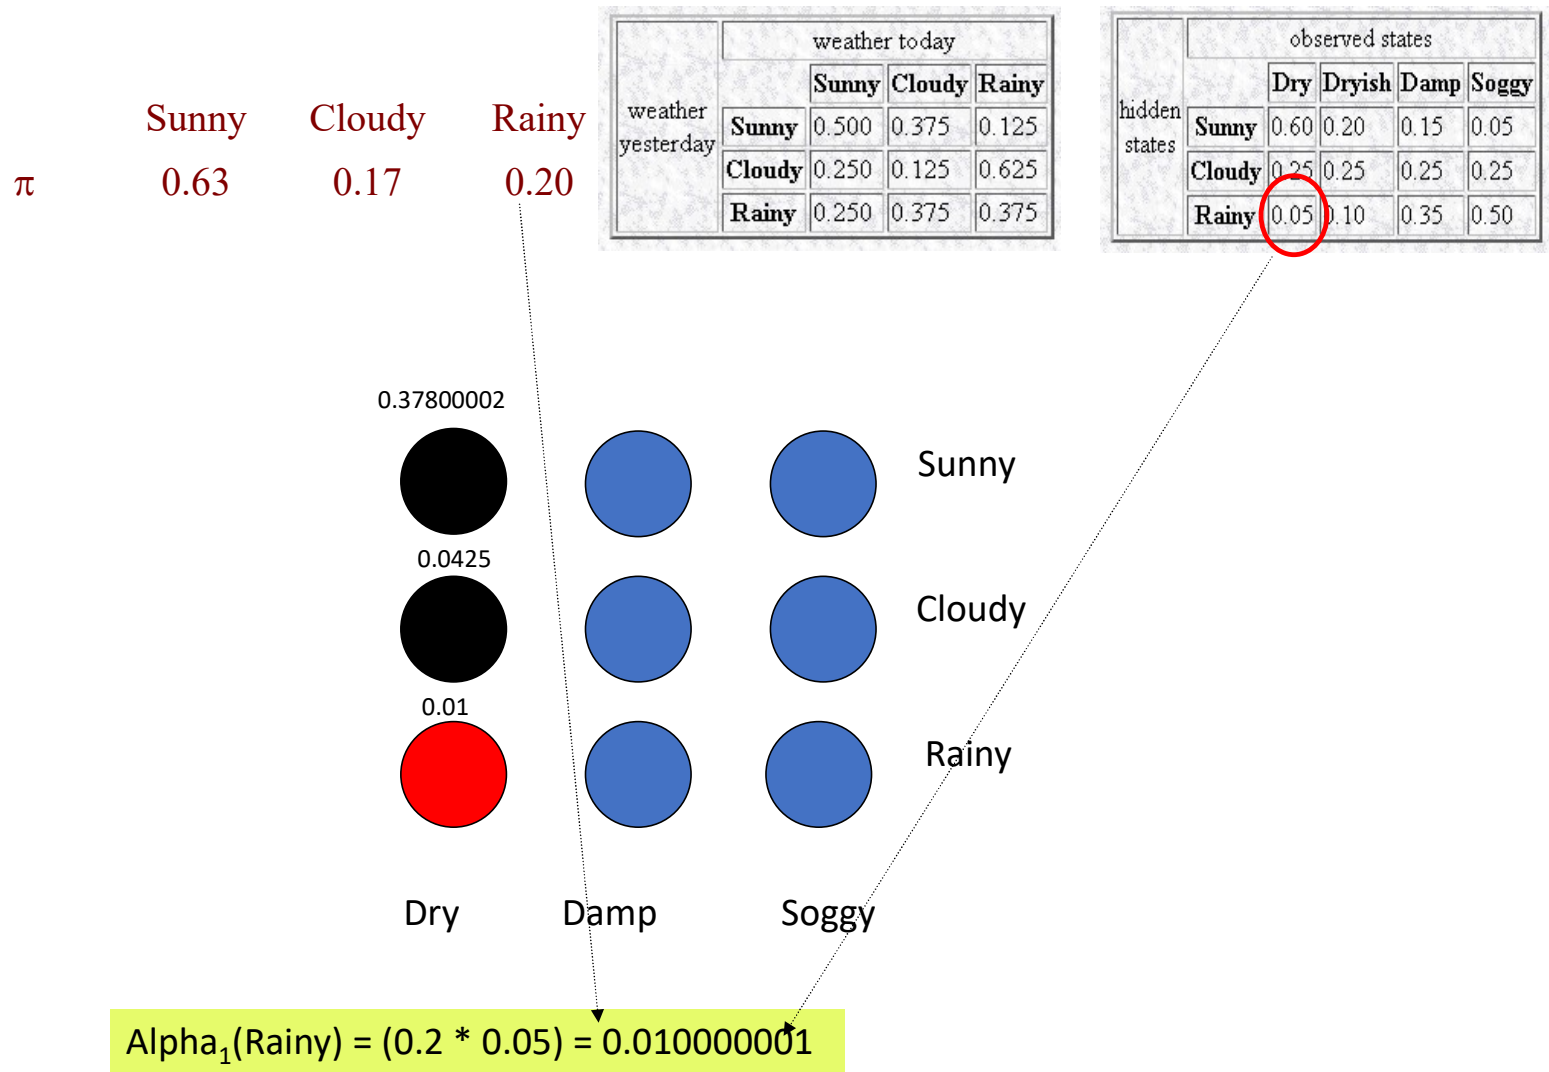 Sunny Cloudy Rainy
π 0.63 0.17 0.20
weather today
Sunny Cloudy Rainy
weather yesterday
Sunny 0.500 0.375 0.125
Cloudy 0.250 0.125 0.625
Rainy 0.250 0.375 0.375
observed states
Dry Dryish Damp Soggy
hidden states
Sunny 0.60 0.20 0.15 0.05
Cloudy 0.25 0.25 0.25 0.25
Rainy 0.05 0.10 0.35 0.50
0.37800002
Sunny
0.0425
Cloudy
0.01
Rainy
Dry Damp Soggy
Alpha₁(Rainy) = (0.2 * 0.05) = 0.010000001